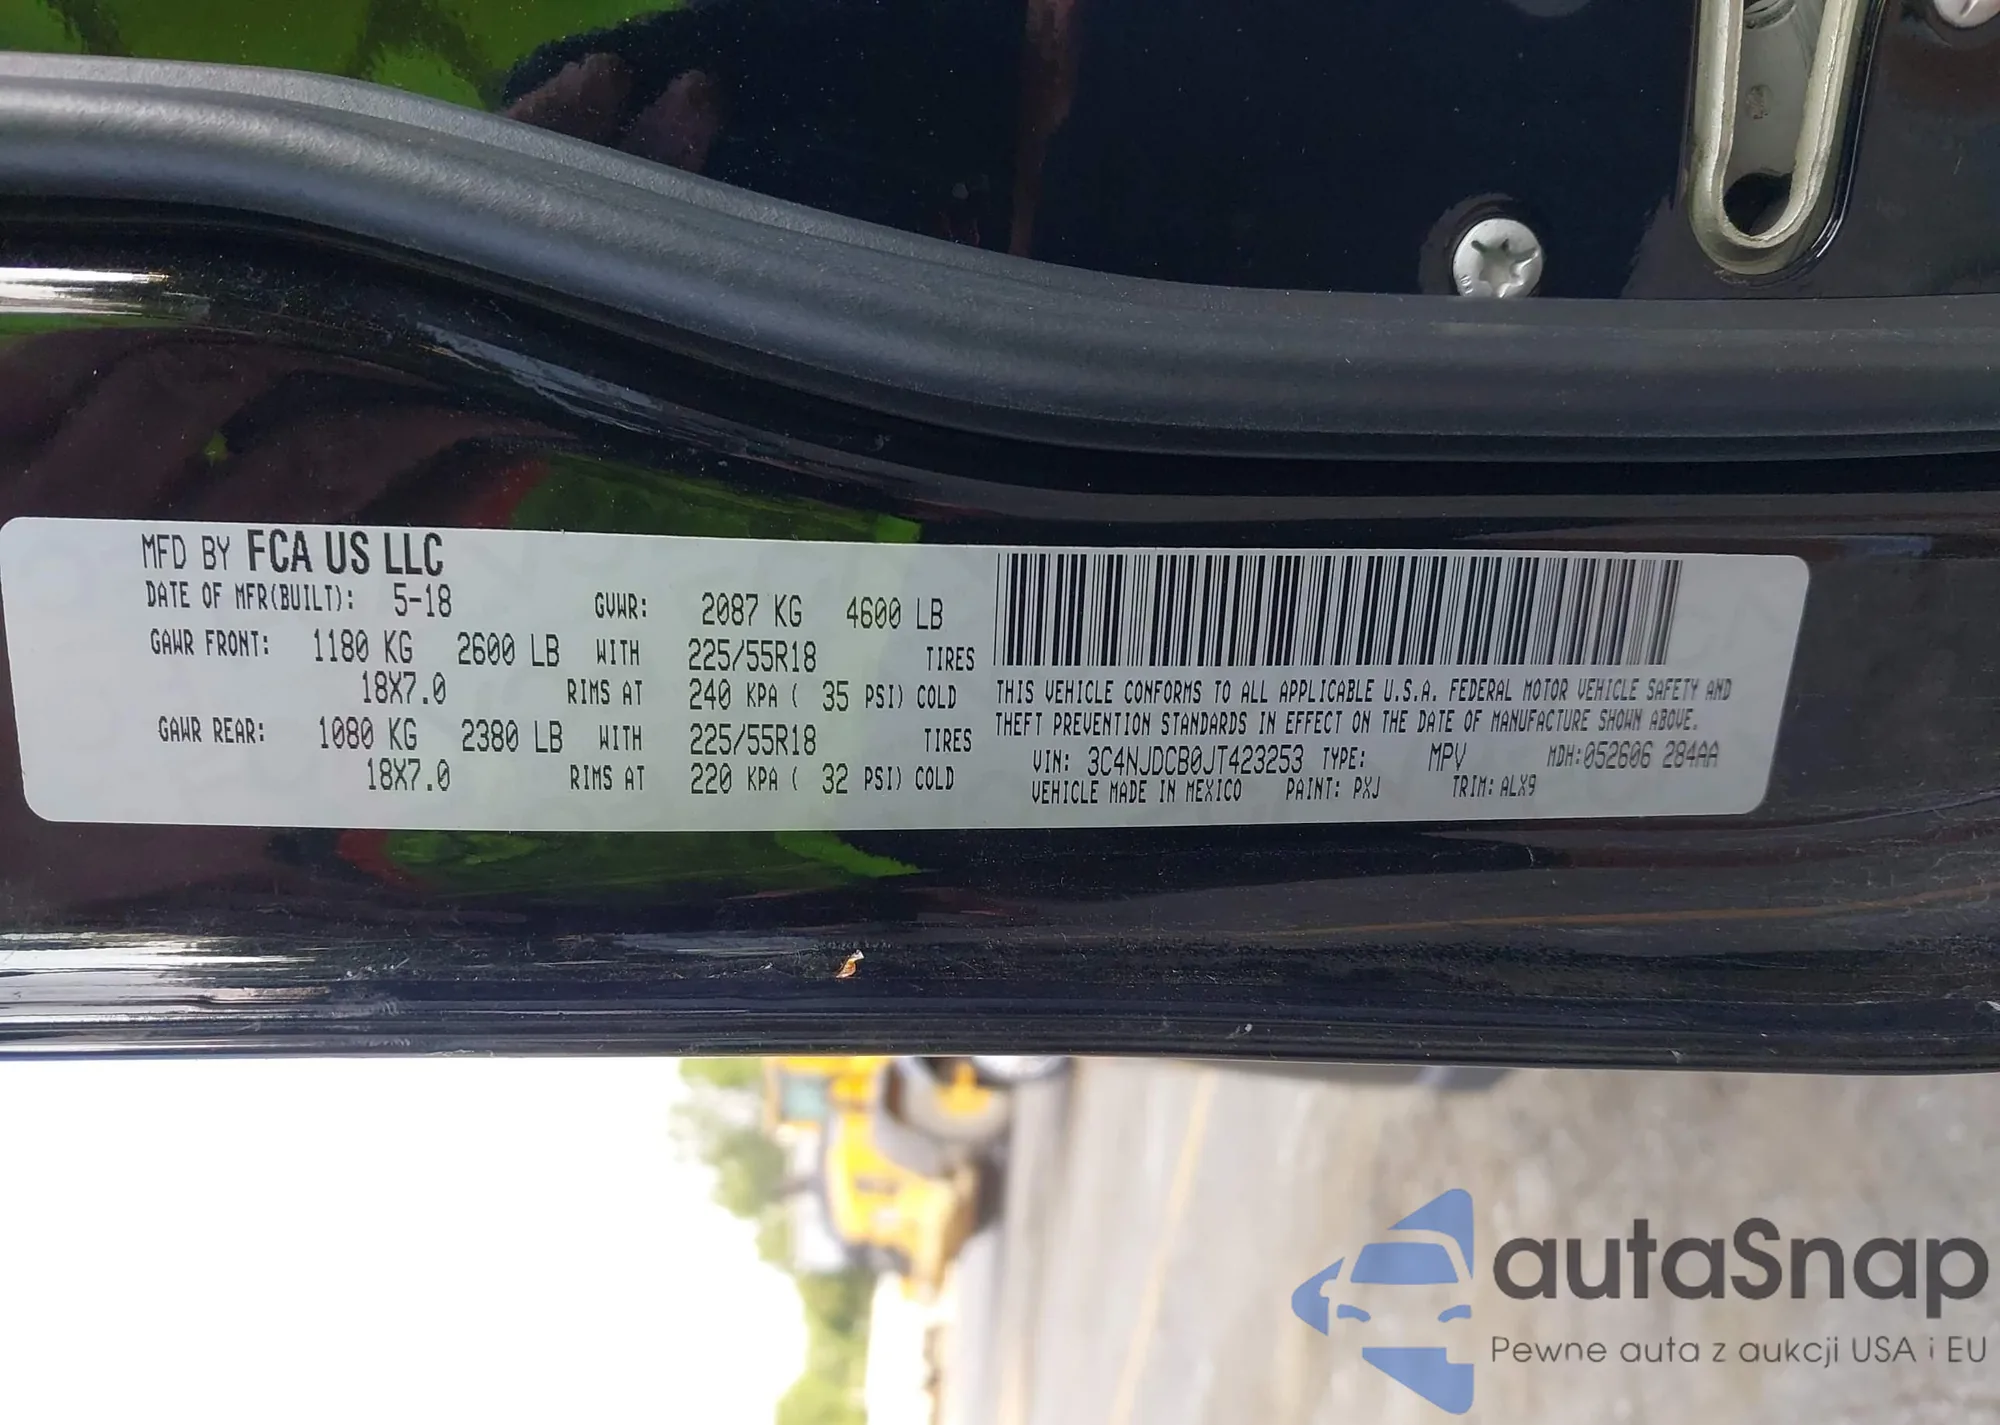 MFD BY FCA US LLC
DATE OF MFR(BUILT): 5-18 GVWR: 2087 KG 4600 LB
GAWR FRONT: 1180 KG 2600 LB WITH 225/55R18 TIRES
18X7.0 RIMS AT 240 KPA ( 35 PSI) COLD
GAWR REAR: 1080 KG 2380 LB WITH 225/55R18 TIRES
18X7.0 RIMS AT 220 KPA ( 32 PSI) COLD
THIS VEHICLE CONFORMS TO ALL APPLICABLE U.S.A. FEDERAL MOTOR VEHICLE SAFETY AND
THEFT PREVENTION STANDARDS IN EFFECT ON THE DATE OF MANUFACTURE SHOWN ABOVE.
VIN: 3C4NJDCB0JT423253 TYPE: MPV MDH:052606 284AA
VEHICLE MADE IN MEXICO PAINT: PXJ TRIM: ALX9
autaSnap
Pewne auta z aukcji USA i EU